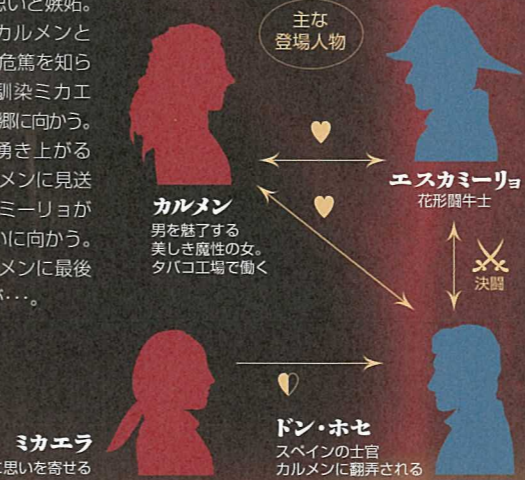 思いと嫉妬。
カルメンと
危篤を知ら
馴染ミカエ
郷に向かう。
勇き上がる
メンに見送
ミーリョが
いに向かう。
メンに最後
が…。
主な
登場人物
カルメン
男を魅了する
美しき魔性の女。
タバコ工場で働く
エスカミーリョ
花形闘牛士
決闘
ミカエラ
に思いを寄せる
ドン・ホセ
スペインの士官
カルメンに翻弄される